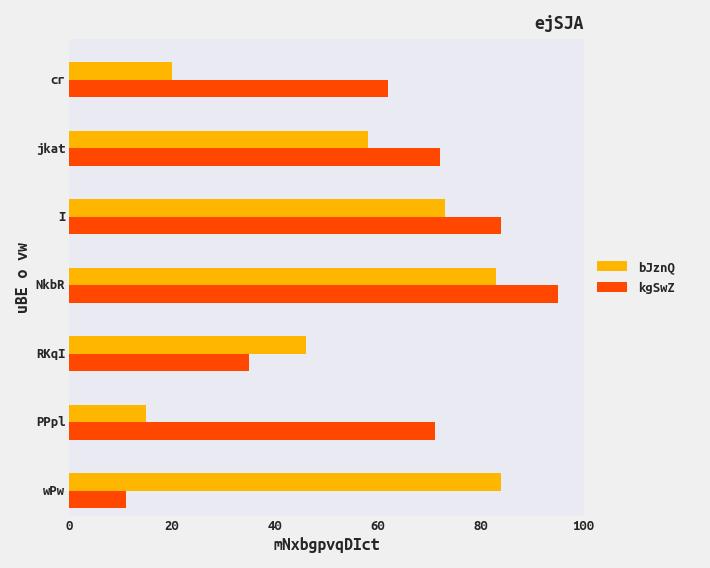 ejSJA
cr
jkat
I
NkbR
RKqI
PPpl
wPw
uBE o vw
0 20 40 60 80 100
mNxbgpvqDIct
bJznQ
kgSwZ